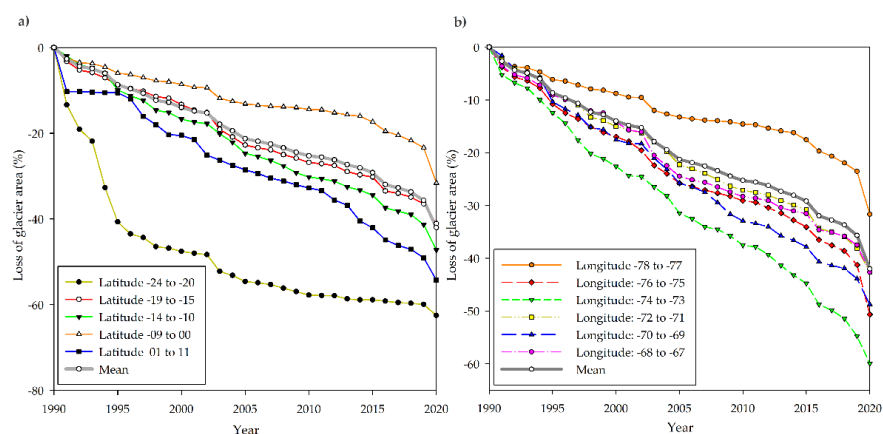 a)
Loss of glacier area (%)
0
-20
-40
-60
-80
Latitude -24 to -20
Latitude -19 to -15
Latitude -14 to -10
Latitude -09 to 00
Latitude 01 to 11
Mean
1990 1995 2000 2005 2010 2015 2020
Year
b)
Loss of glacier area (%)
0
-10
-20
-30
-40
-50
-60
Longitude -78 to -77
Longitude: -76 to -75
Longitude: -74 to -73
Longitude: -72 to -71
Longitude: -70 to -69
Longitude: -68 to -67
Mean
1990 1995 2000 2005 2010 2015 2020
Year